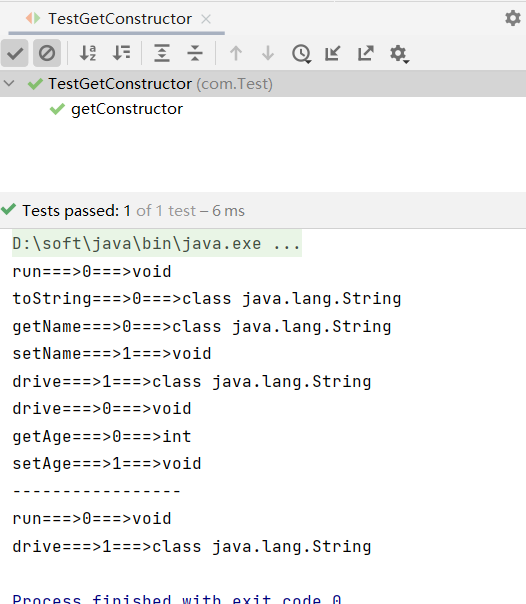 TestGetConstructor
TestGetConstructor (com.Test)
getConstructor
Tests passed: 1 of 1 test – 6 ms
D:\soft\java\bin\java.exe ...
run===>0===>void
toString===>0===>class java.lang.String
getName===>0===>class java.lang.String
setName===>1===>void
drive===>1===>class java.lang.String
drive===>0===>void
getAge===>0===>int
setAge===>1===>void
-----------------
run===>0===>void
drive===>1===>class java.lang.String
Process finished with exit code 0